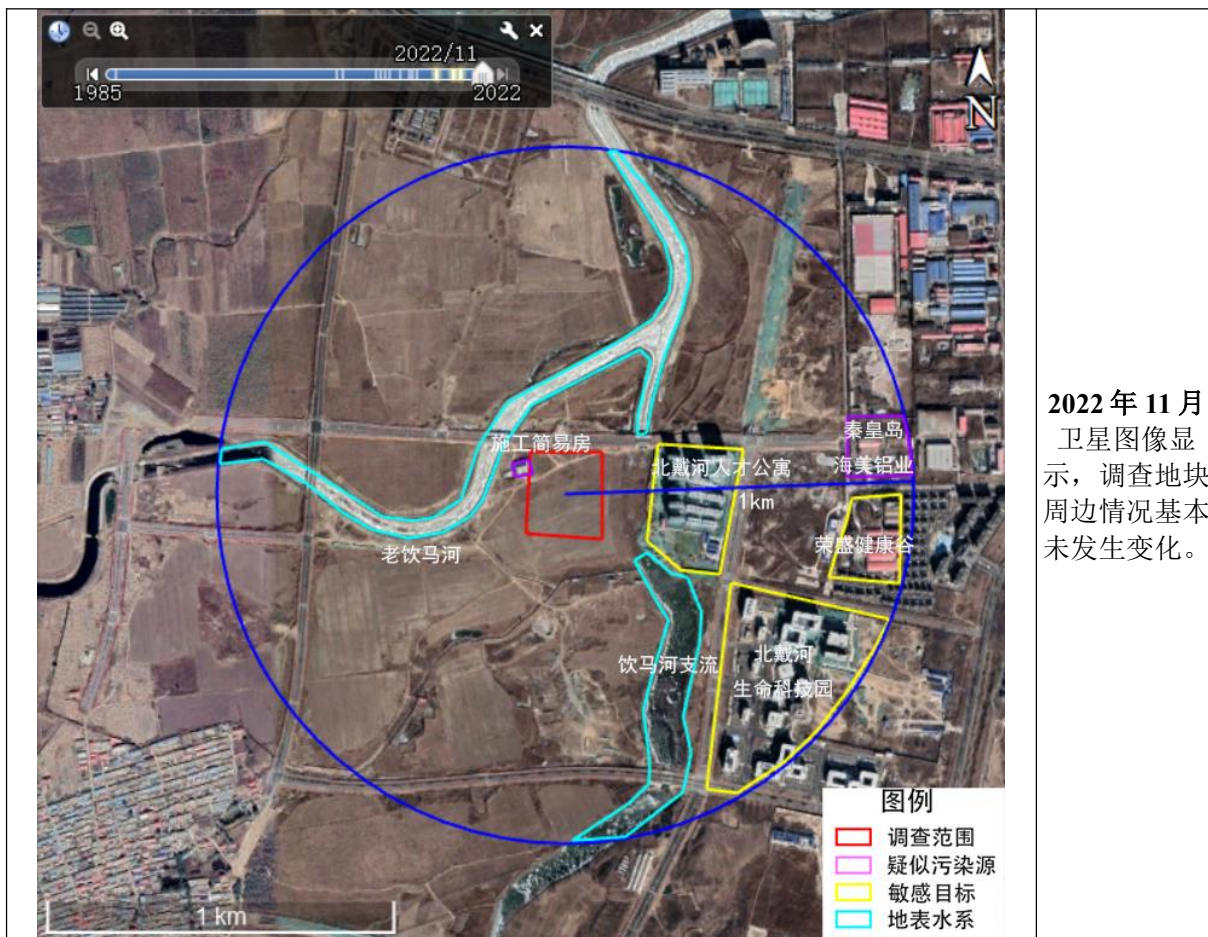 2022/11
1985
2022
N
施工简易房
秦皇岛
海美铝业
北戴河人才公寓
1km
荣盛健康谷
老饮马河
饮马河支流
北戴河
生命科技园
图例
调查范围
疑似污染源
敏感目标
地表水系
1 km
2022 年 11 月
卫星图像显
示，调查地块
周边情况基本
未发生变化。